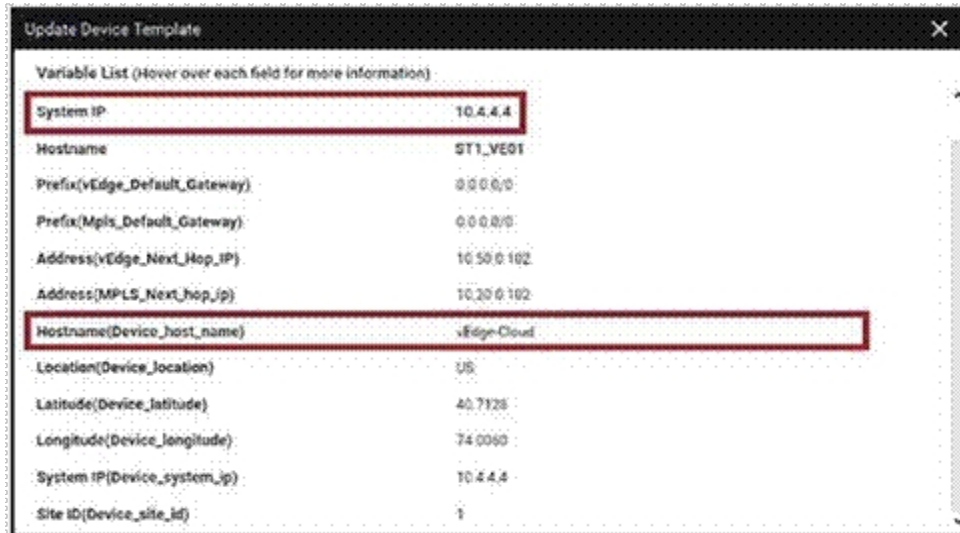 Update Device Template
Variable List (Hover over each field for more information)
System IP 10.4.4.4
Hostname ST1_VE01
Prefix(vEdge_Default_Gateway) 0.0.0.0/0
Prefix(Mpls_Default_Gateway) 0.0.0.0/0
Address(vEdge_Next_Hop_IP) 10.50.0.102
Address(MPLS_Next_hop_ip) 10.20.0.102
Hostname(Device_host_name) vEdge-Cloud
Location(Device_location) US
Latitude(Device_latitude) 40.7128
Longitude(Device_longitude) 74.0060
System IP(Device_system_ip) 10.4.4.4
Site ID(Device_site_id) 1